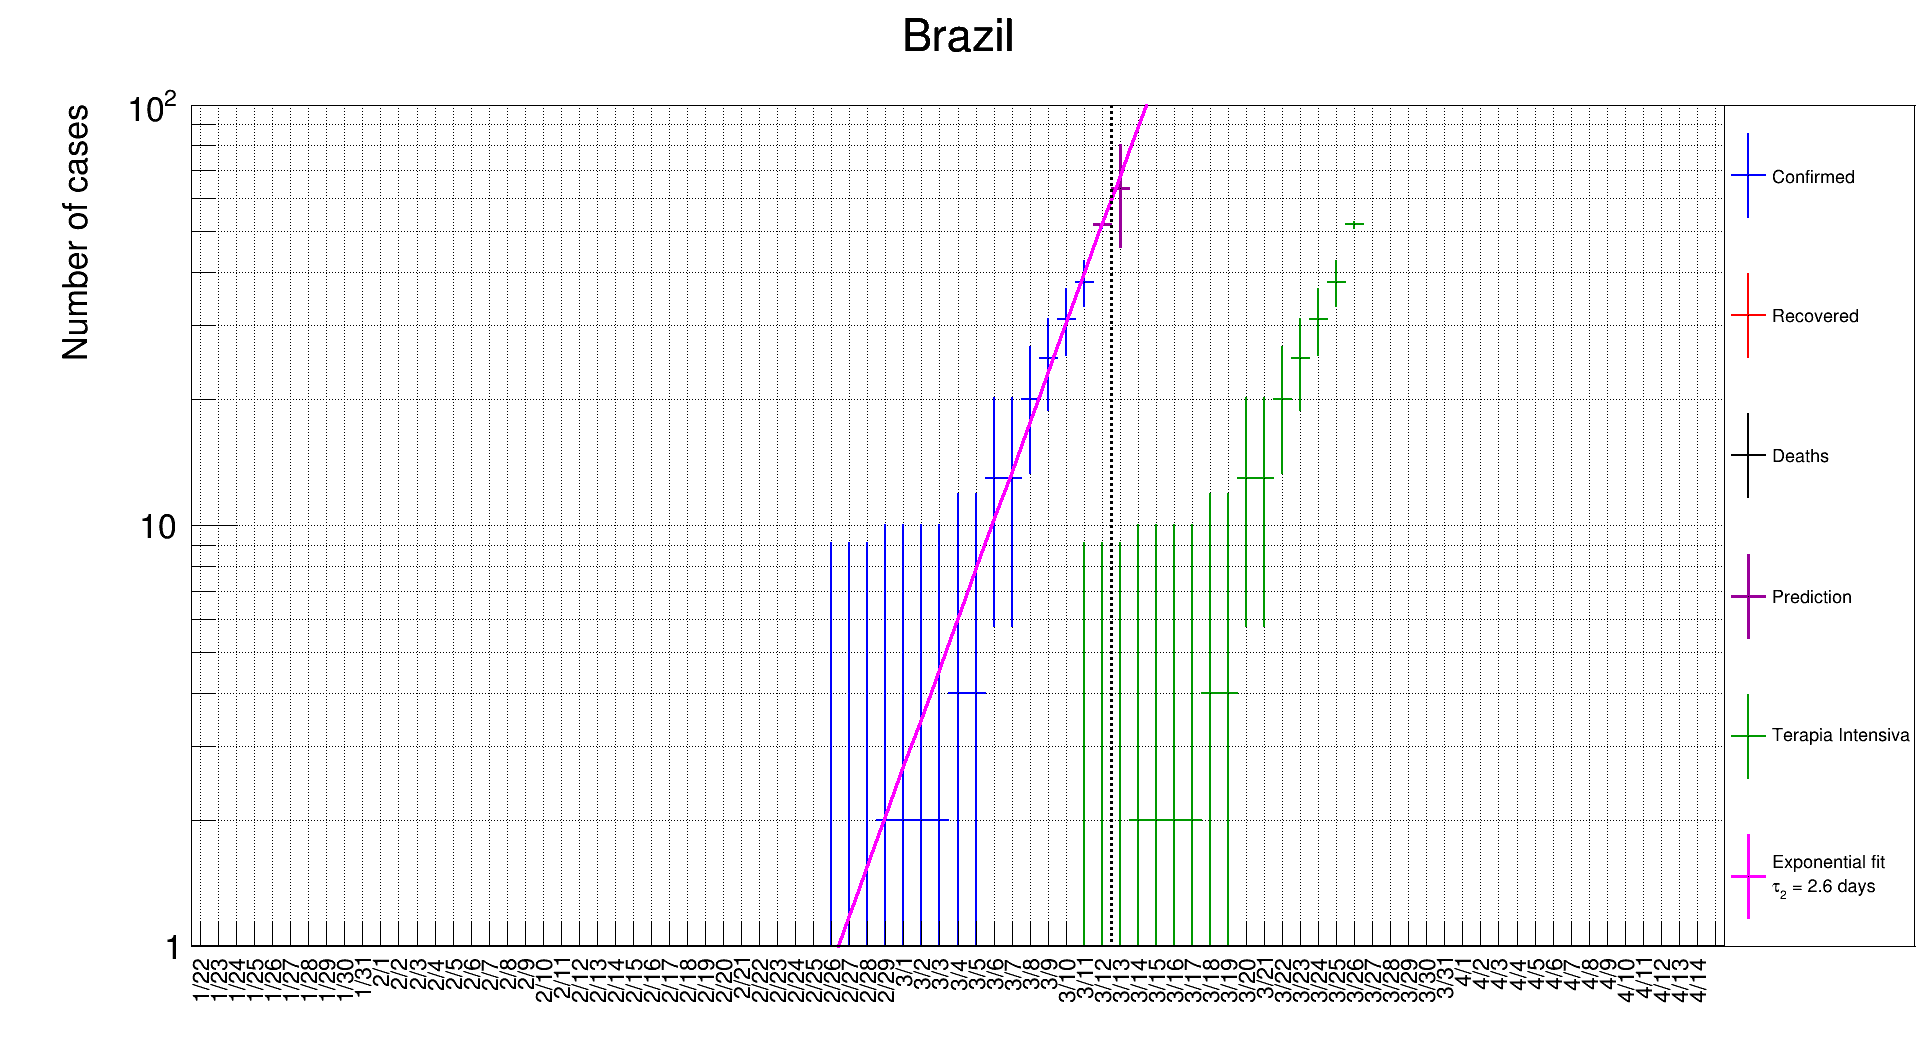 Brazil
Number of cases
10²
10
1
1/22 1/23 1/24 1/25 1/26 1/27 1/28 1/29 1/30 1/31 2/1 2/2 2/3 2/4 2/5 2/6 2/7 2/8 2/9 2/10 2/11 2/12 2/13 2/14 2/15 2/16 2/17 2/18 2/19 2/20 2/21 2/22 2/23 2/24 2/25 2/26 2/27 2/28 2/29 3/1 3/2 3/3 3/4 3/5 3/6 3/7 3/8 3/9 3/10 3/11 3/12 3/13 3/14 3/15 3/16 3/17 3/18 3/19 3/20 3/21 3/22 3/23 3/24 3/25 3/26 3/27 3/28 3/29 3/30 3/31 4/1 4/2 4/3 4/4 4/5 4/6 4/7 4/8 4/9 4/10 4/11 4/12 4/13 4/14
Confirmed
Recovered
Deaths
Prediction
Terapia Intensiva
Exponential fit
τ₂ = 2.6 days